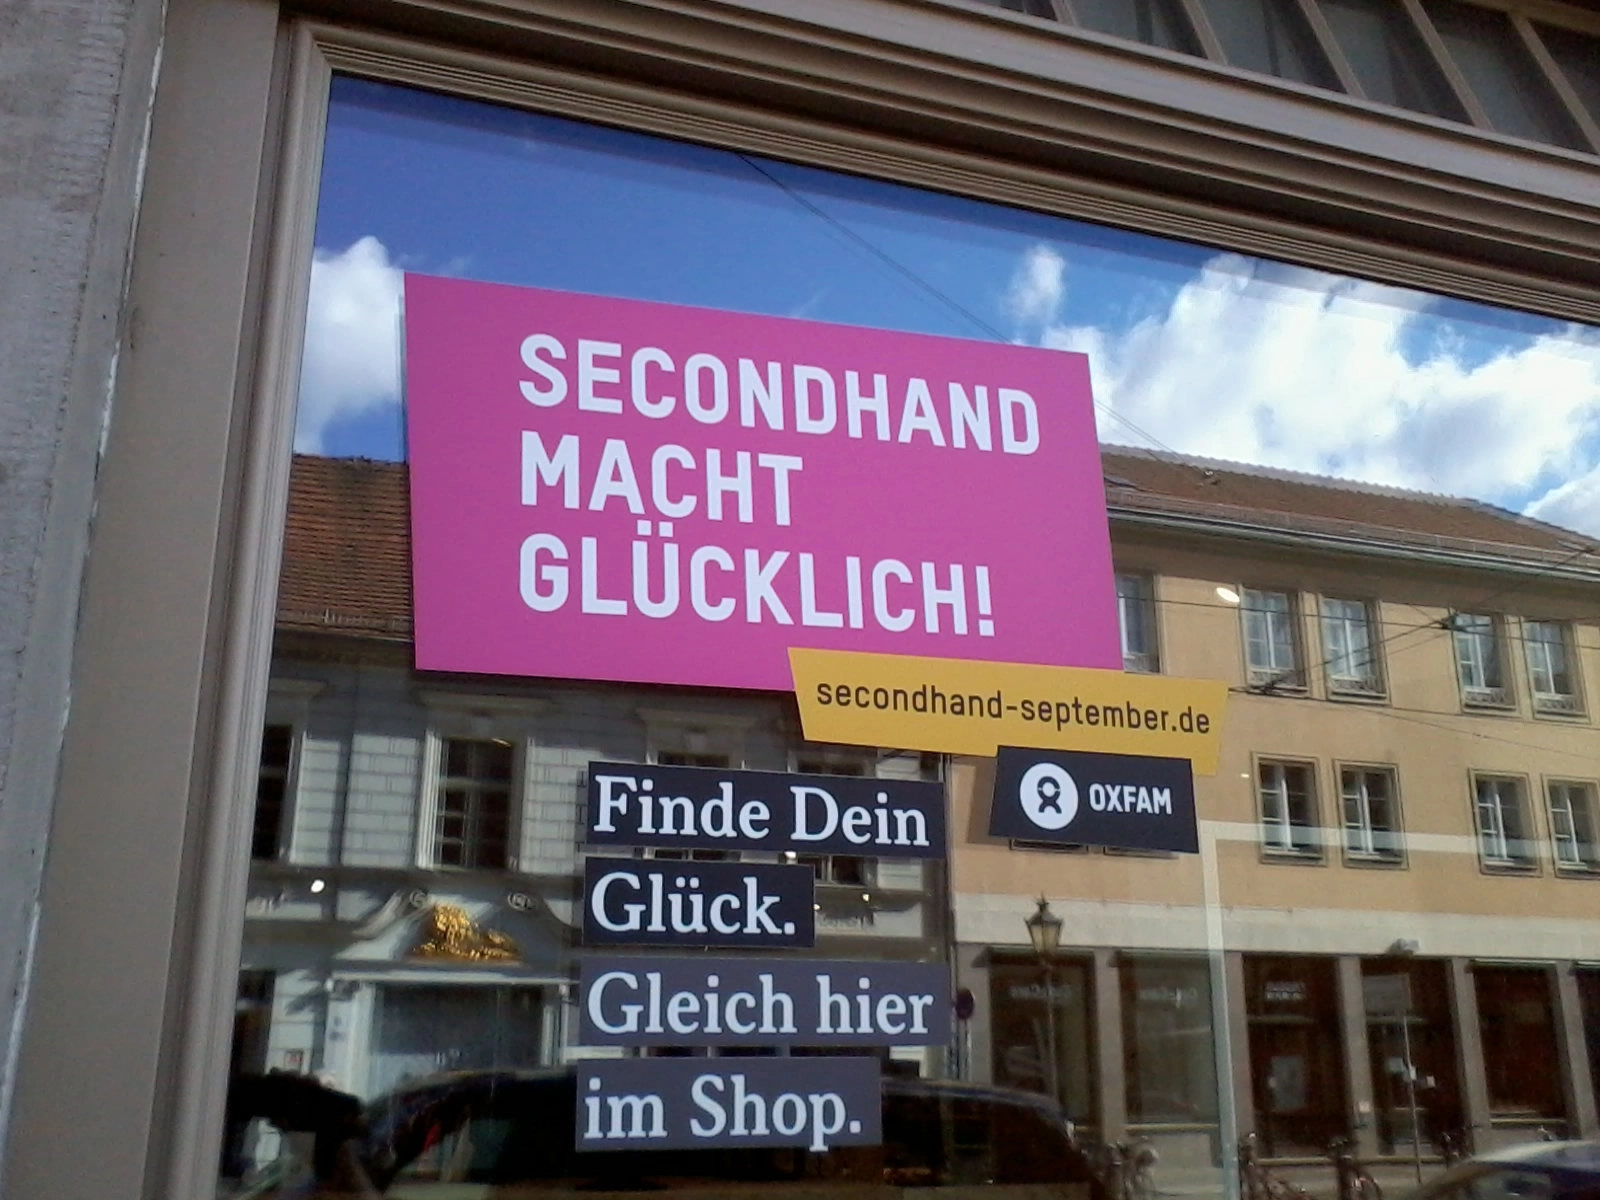 SECONDHAND
MACHT
GLÜCKLICH!
secondhand-september.de
OXFAM
Finde Dein
Glück.
Gleich hier
im Shop.